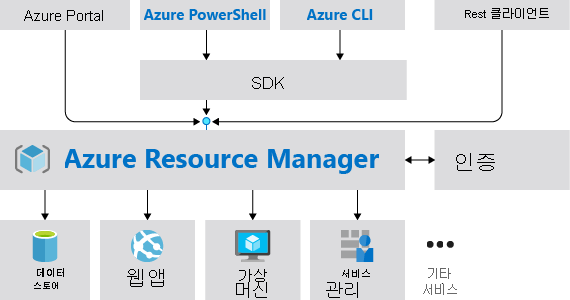 Azure Portal
Azure PowerShell
Azure CLI
Rest 클라이언트
SDK
Azure Resource Manager
인증
데이터
스토어
웹앱
가상
머신
서비스
관리
기타
서비스